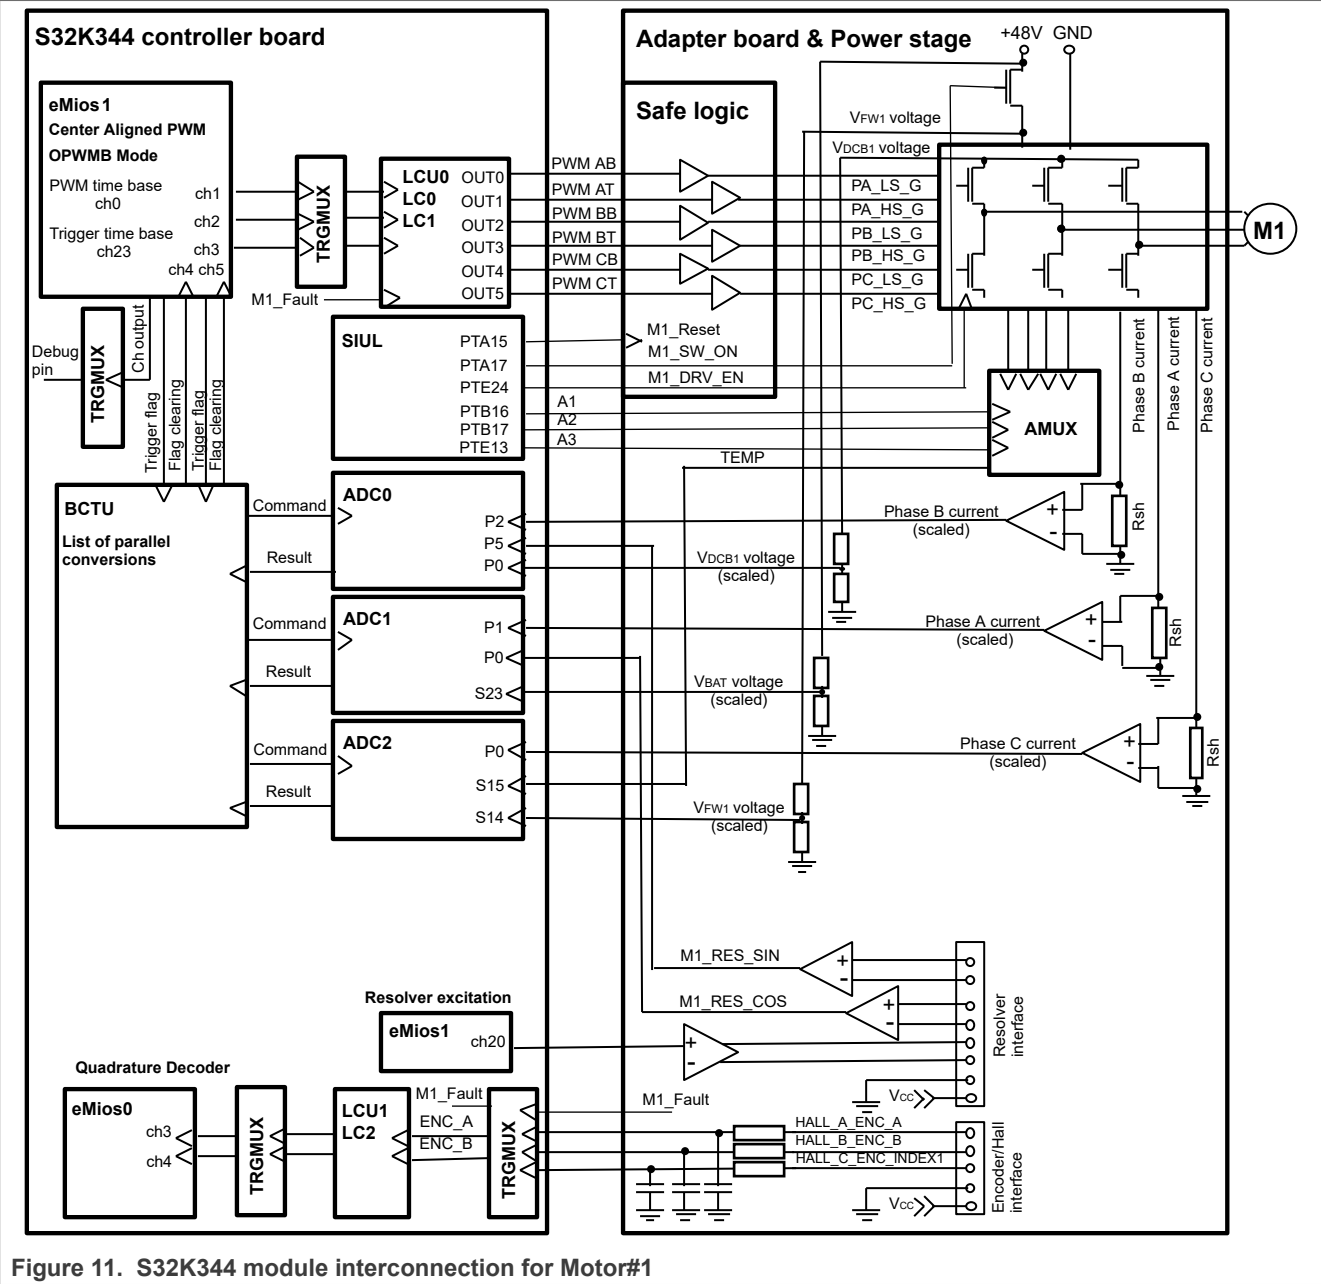 S32K344 controller board
eMios 1
Center Aligned PWM
OPWMB Mode
PWM time base
ch0
Trigger time base
ch23
ch1
ch2
ch3
ch4 ch5
TRGMUX
LCU0
LC0
LC1
OUT0
OUT1
OUT2
OUT3
OUT4
OUT5
M1_Fault
Debug
pin
TRGMUX
Ch output
Trigger flag
Flag clearing
Trigger flag
Flag clearing
SIUL
PTA15
PTA17
PTE24
PTB16
PTB17
PTE13
BCTU
List of parallel
conversions
Command
Result
Command
Result
Command
Result
ADC0
P2
P5
P0
ADC1
P1
P0
S23
ADC2
P0
S15
S14
Resolver excitation
eMios1
ch20
Quadrature Decoder
eMios0
ch3
ch4
TRGMUX
LCU1
LC2
M1_Fault
ENC_A
ENC_B
TRGMUX
PWM AB
PWM AT
PWM BB
PWM BT
PWM CB
PWM CT
A1
A2
A3
Adapter board & Power stage
+48V GND
Safe logic
VFW1 voltage
VDCB1 voltage
PA_LS_G
PA_HS_G
PB_LS_G
PB_HS_G
PC_LS_G
PC_HS_G
M1
M1_Reset
M1_SW_ON
M1_DRV_EN
TEMP
AMUX
Phase B current
Phase A current
Phase C current
Phase B current
(scaled)
Rsh
VDCB1 voltage
(scaled)
Phase A current
(scaled)
Rsh
VBAT voltage
(scaled)
Phase C current
(scaled)
Rsh
VFW1 voltage
(scaled)
+
-
+
-
+
-
M1_RES_SIN
+
-
M1_RES_COS
+
-
+
-
Resolver
interface
Vcc
M1_Fault
HALL_A_ENC_A
HALL_B_ENC_B
HALL_C_ENC_INDEX1
Vcc
Encoder/Hall
interface
Figure 11. S32K344 module interconnection for Motor#1